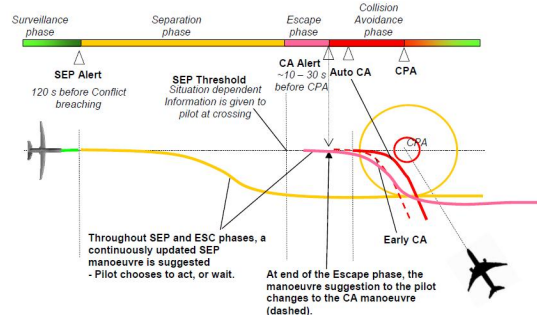 Surveillance
phase
Separation
phase
Escape
phase
Collision
Avoidance
phase
SEP Alert
120 s before Conflict
breaching
SEP Threshold
Situation dependent
Information is given to
pilot at crossing
CA Alert
~10 – 30 s
before CPA
Auto CA
CPA
CPA
Early CA
Throughout SEP and ESC phases, a
continuously updated SEP
manoeuvre is suggested
- Pilot chooses to act, or wait.
At end of the Escape phase, the
manoeuvre suggestion to the pilot
changes to the CA manoeuvre
(dashed).